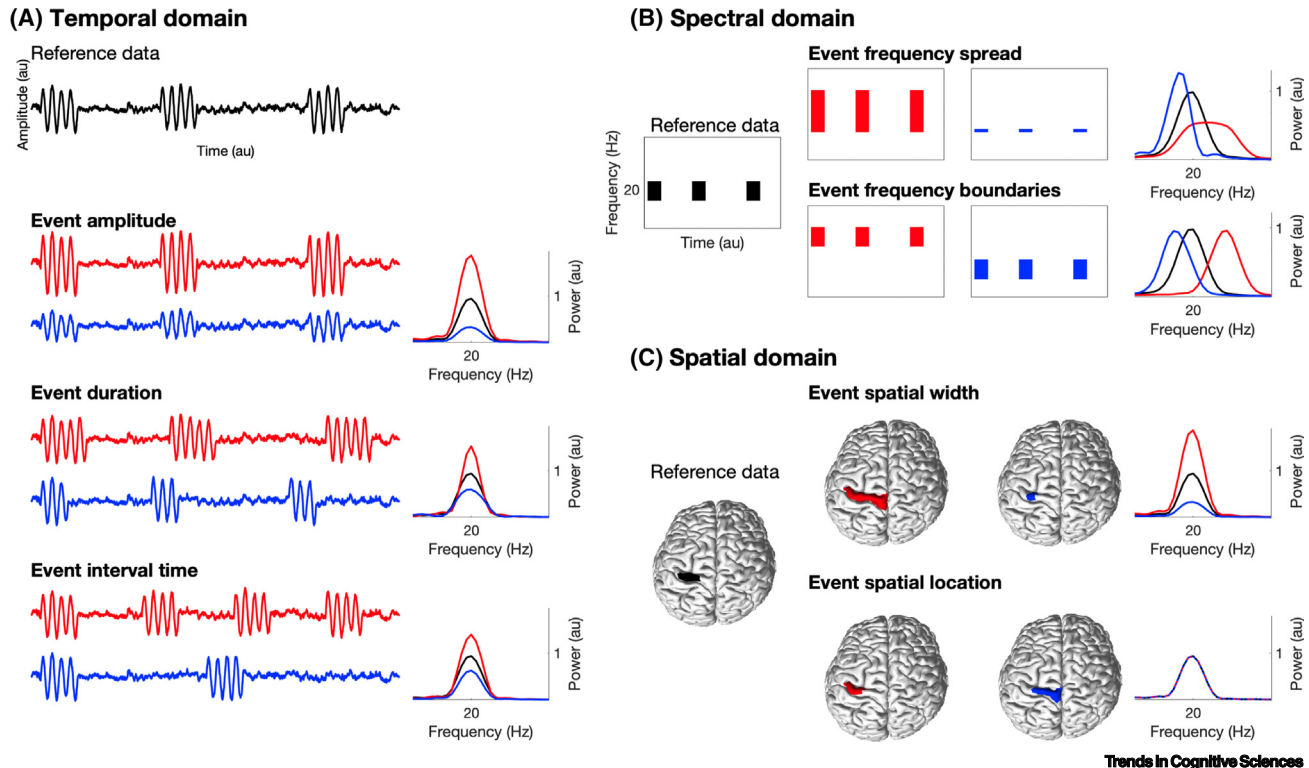 (A) Temporal domain
Reference data
Amplitude (au)
Time (au)
Event amplitude
1
Power (au)
20
Frequency (Hz)
Event duration
1
Power (au)
20
Frequency (Hz)
Event interval time
1
Power (au)
20
Frequency (Hz)
(B) Spectral domain
Reference data
Frequency (Hz)
20
Time (au)
Event frequency spread
1
Power (au)
20
Frequency (Hz)
Event frequency boundaries
1
Power (au)
20
Frequency (Hz)
(C) Spatial domain
Reference data
Event spatial width
1
Power (au)
20
Frequency (Hz)
Event spatial location
1
Power (au)
20
Frequency (Hz)
Trends in Cognitive Sciences